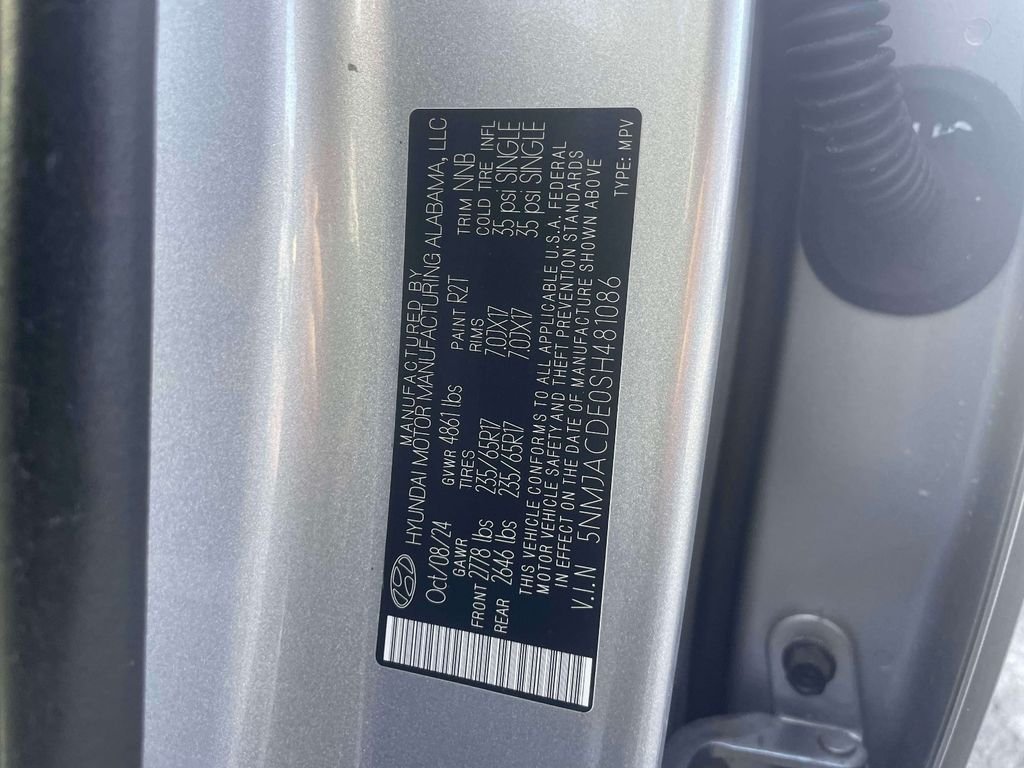 MANUFACTURED BY
HYUNDAI MOTOR MANUFACTURING ALABAMA, LLC
Oct/08/24 GVWR 4861 lbs PAINT R2T TRIM NNB
GAWR TIRES RIMS COLD TIRE INFL
FRONT 2778 lbs 235/65R17 7.0JX17 35 psi SINGLE
REAR 2646 lbs 235/65R17 7.0JX17 35 psi SINGLE
THIS VEHICLE CONFORMS TO ALL APPLICABLE U.S.A. FEDERAL
MOTOR VEHICLE SAFETY AND THEFT PREVENTION STANDARDS
IN EFFECT ON THE DATE OF MANUFACTURE SHOWN ABOVE
V.I.N 5NMJACDE0SH481086 TYPE: MPV